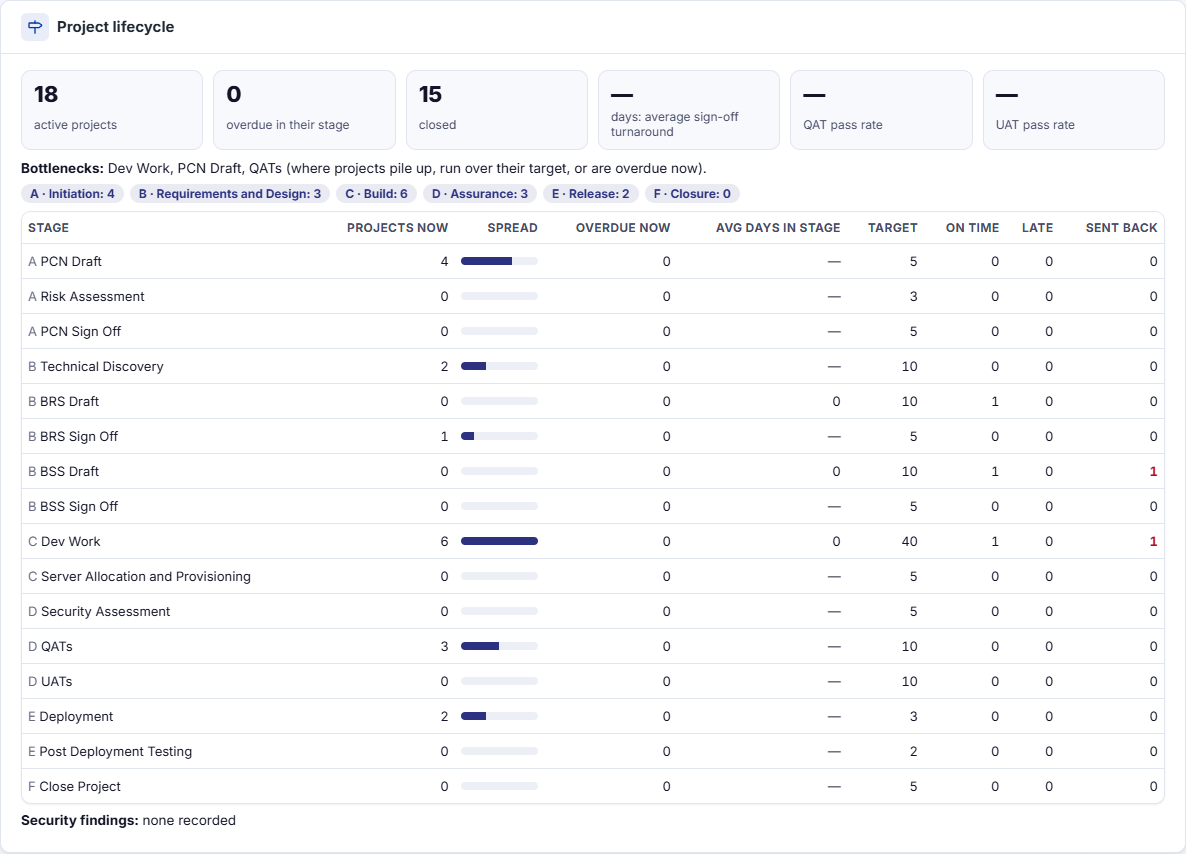 Project lifecycle
18
active projects
0
overdue in their stage
15
closed
—
days: average sign-off
turnaround
—
QAT pass rate
—
UAT pass rate
Bottlenecks: Dev Work, PCN Draft, QATs (where projects pile up, run over their target, or are overdue now).
A · Initiation: 4 B · Requirements and Design: 3 C · Build: 6 D · Assurance: 3 E · Release: 2 F · Closure: 0
STAGE PROJECTS NOW SPREAD OVERDUE NOW AVG DAYS IN STAGE TARGET ON TIME LATE SENT BACK
A PCN Draft 4 0 — 5 0 0 0
A Risk Assessment 0 0 — 3 0 0 0
A PCN Sign Off 0 0 — 5 0 0 0
B Technical Discovery 2 0 — 10 0 0 0
B BRS Draft 0 0 0 10 1 0 0
B BRS Sign Off 1 0 — 5 0 0 0
B BSS Draft 0 0 0 10 1 0 1
B BSS Sign Off 0 0 — 5 0 0 0
C Dev Work 6 0 0 40 1 0 1
C Server Allocation and Provisioning 0 0 — 5 0 0 0
D Security Assessment 0 0 — 5 0 0 0
D QATs 3 0 — 10 0 0 0
D UATs 0 0 — 10 0 0 0
E Deployment 2 0 — 3 0 0 0
E Post Deployment Testing 0 0 — 2 0 0 0
F Close Project 0 0 — 5 0 0 0
Security findings: none recorded